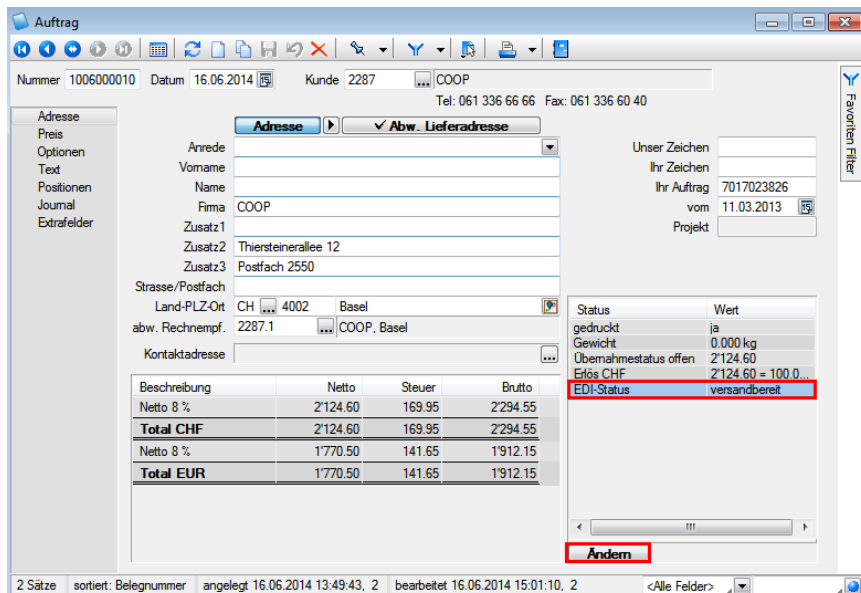 Auftrag
Nummer 1006000010 Datum 16.06.2014 15 Kunde 2287 ... COOP
Tel: 061 336 66 66 Fax: 061 336 60 40
Favoriten Filter
Adresse
Preis
Optionen
Text
Positionen
Journal
Extrafelder
Adresse Abw. Lieferadresse
Anrede
Vorname
Name
Firma COOP
Zusatz1
Zusatz2 Thiersteinerallee 12
Zusatz3 Postfach 2550
Strasse/Postfach
Land-PLZ-Ort CH ... 4002 Basel
abw. Rechnempf. 2287.1 ... COOP, Basel
Kontaktadresse ...
Unser Zeichen
Ihr Zeichen
Ihr Auftrag 7017023826
vom 11.03.2013 15
Projekt
Beschreibung Netto Steuer Brutto
Netto 8 % 2'124.60 169.95 2'294.55
Total CHF 2'124.60 169.95 2'294.55
Netto 8 % 1'770.50 141.65 1'912.15
Total EUR 1'770.50 141.65 1'912.15
Status Wert
gedruckt ja
Gewicht 0.000 kg
Übernahmestatus offen 2'124.60
Erlös CHF 2'124.60 = 100.0...
EDI-Status versandbereit
Ändern
2 Sätze sortiert: Belegnummer angelegt 16.06.2014 13:49:43, 2 bearbeitet 16.06.2014 15:01:10, 2 <Alle Felder>